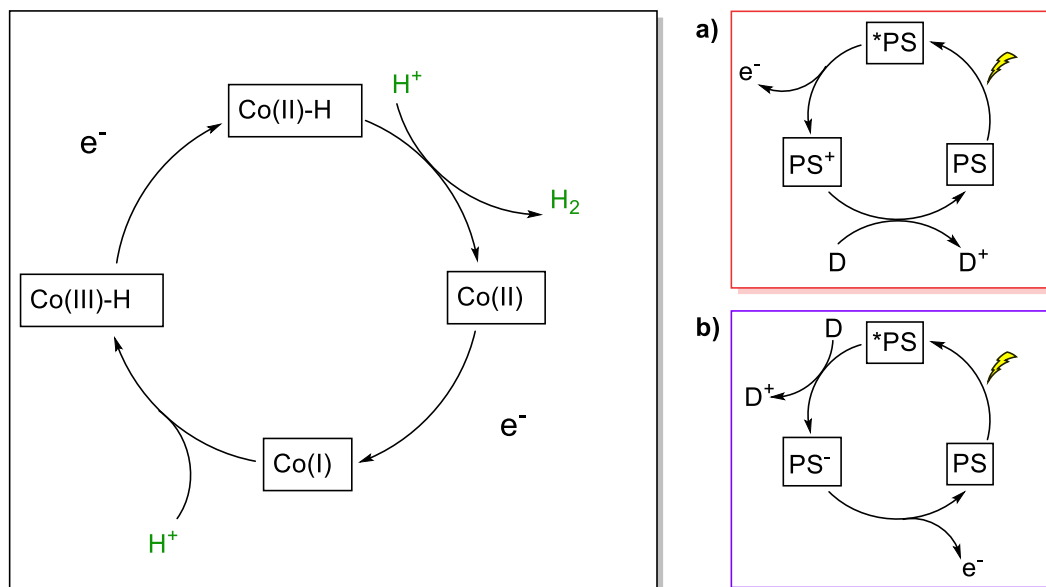 Co(II)-H
H⁺
e⁻
H₂
Co(III)-H
Co(II)
Co(I)
e⁻
H⁺
a)
*PS
e⁻
PS⁺
PS
D
D⁺
b)
D
*PS
D⁺
PS⁻
PS
e⁻